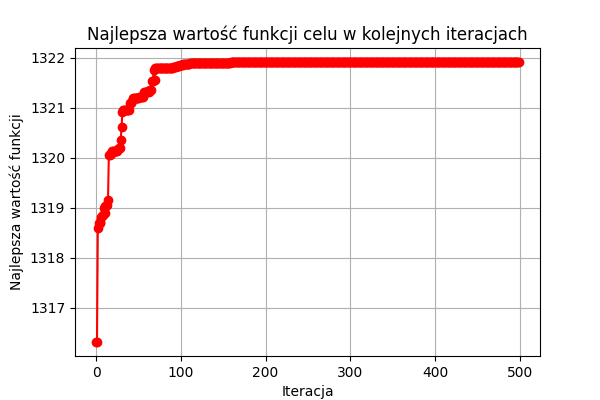 Najlepsza wartość funkcji celu w kolejnych iteracjach
1322
1321
1320
1319
1318
1317
Najlepsza wartość funkcji
0 100 200 300 400 500
Iteracja